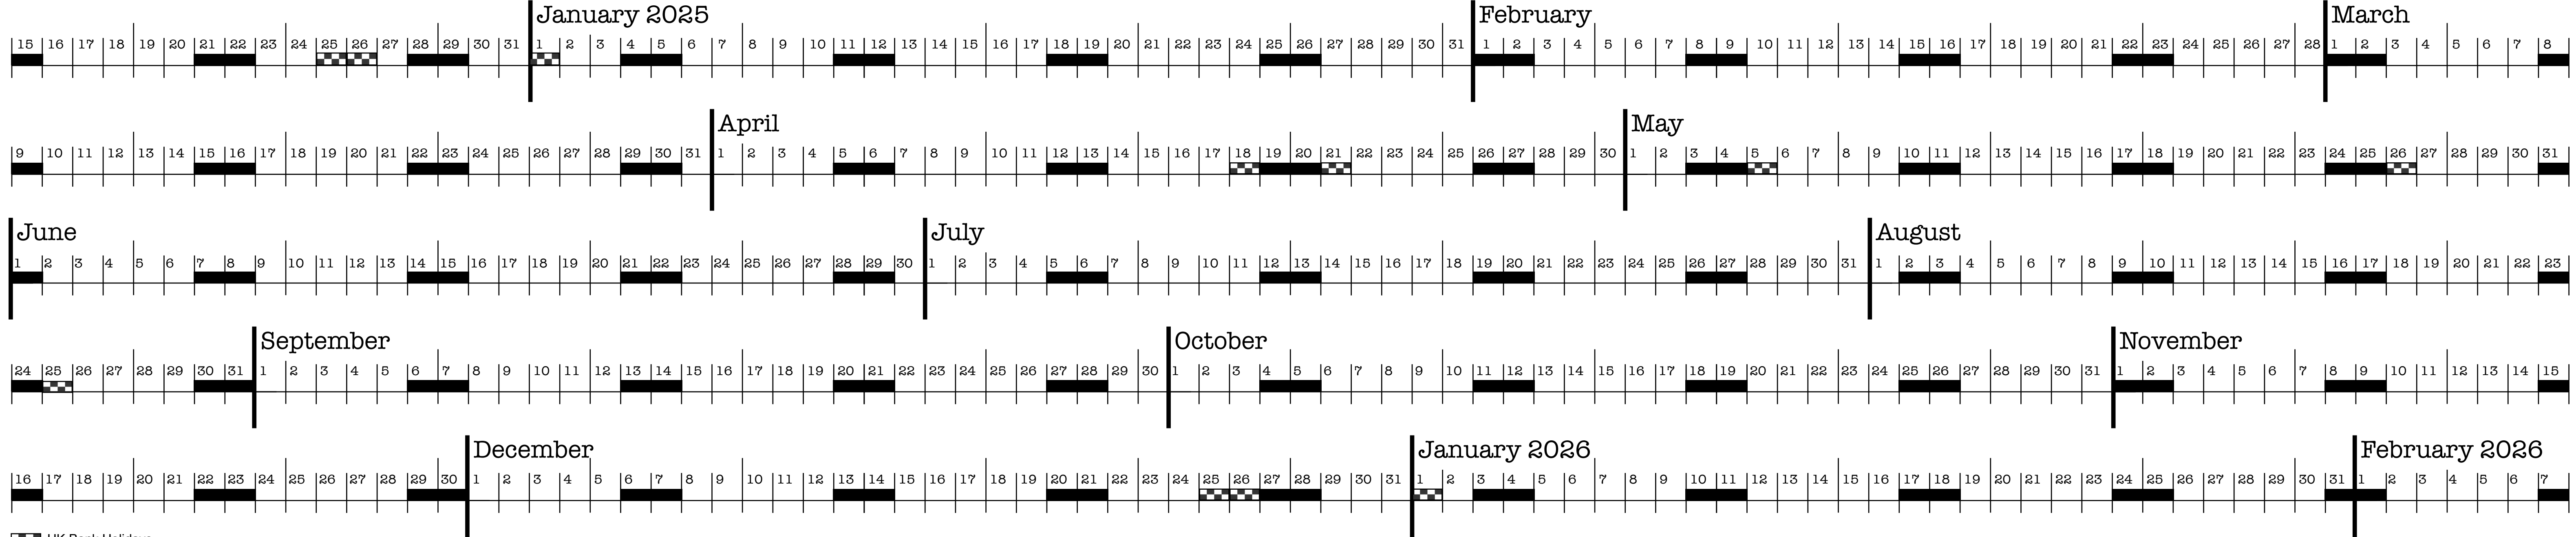 January 2025 February March
15 16 17 18 19 20 21 22 23 24 25 26 27 28 29 30 31 1 2 3 4 5 6 7 8 9 10 11 12 13 14 15 16 17 18 19 20 21 22 23 24 25 26 27 28 29 30 31 1 2 3 4 5 6 7 8 9 10 11 12 13 14 15 16 17 18 19 20 21 22 23 24 25 26 27 28 1 2 3 4 5 6 7 8
April May
9 10 11 12 13 14 15 16 17 18 19 20 21 22 23 24 25 26 27 28 29 30 31 1 2 3 4 5 6 7 8 9 10 11 12 13 14 15 16 17 18 19 20 21 22 23 24 25 26 27 28 29 30 1 2 3 4 5 6 7 8 9 10 11 12 13 14 15 16 17 18 19 20 21 22 23 24 25 26 27 28 29 30 31
June July August
1 2 3 4 5 6 7 8 9 10 11 12 13 14 15 16 17 18 19 20 21 22 23 24 25 26 27 28 29 30 1 2 3 4 5 6 7 8 9 10 11 12 13 14 15 16 17 18 19 20 21 22 23 24 25 26 27 28 29 30 31 1 2 3 4 5 6 7 8 9 10 11 12 13 14 15 16 17 18 19 20 21 22 23
September October November
24 25 26 27 28 29 30 31 1 2 3 4 5 6 7 8 9 10 11 12 13 14 15 16 17 18 19 20 21 22 23 24 25 26 27 28 29 30 1 2 3 4 5 6 7 8 9 10 11 12 13 14 15 16 17 18 19 20 21 22 23 24 25 26 27 28 29 30 31 1 2 3 4 5 6 7 8 9 10 11 12 13 14 15
December January 2026 February 2026
16 17 18 19 20 21 22 23 24 25 26 27 28 29 30 1 2 3 4 5 6 7 8 9 10 11 12 13 14 15 16 17 18 19 20 21 22 23 24 25 26 27 28 29 30 31 1 2 3 4 5 6 7 8 9 10 11 12 13 14 15 16 17 18 19 20 21 22 23 24 25 26 27 28 29 30 31 1 2 3 4 5 6 7
UK Bank Holidays